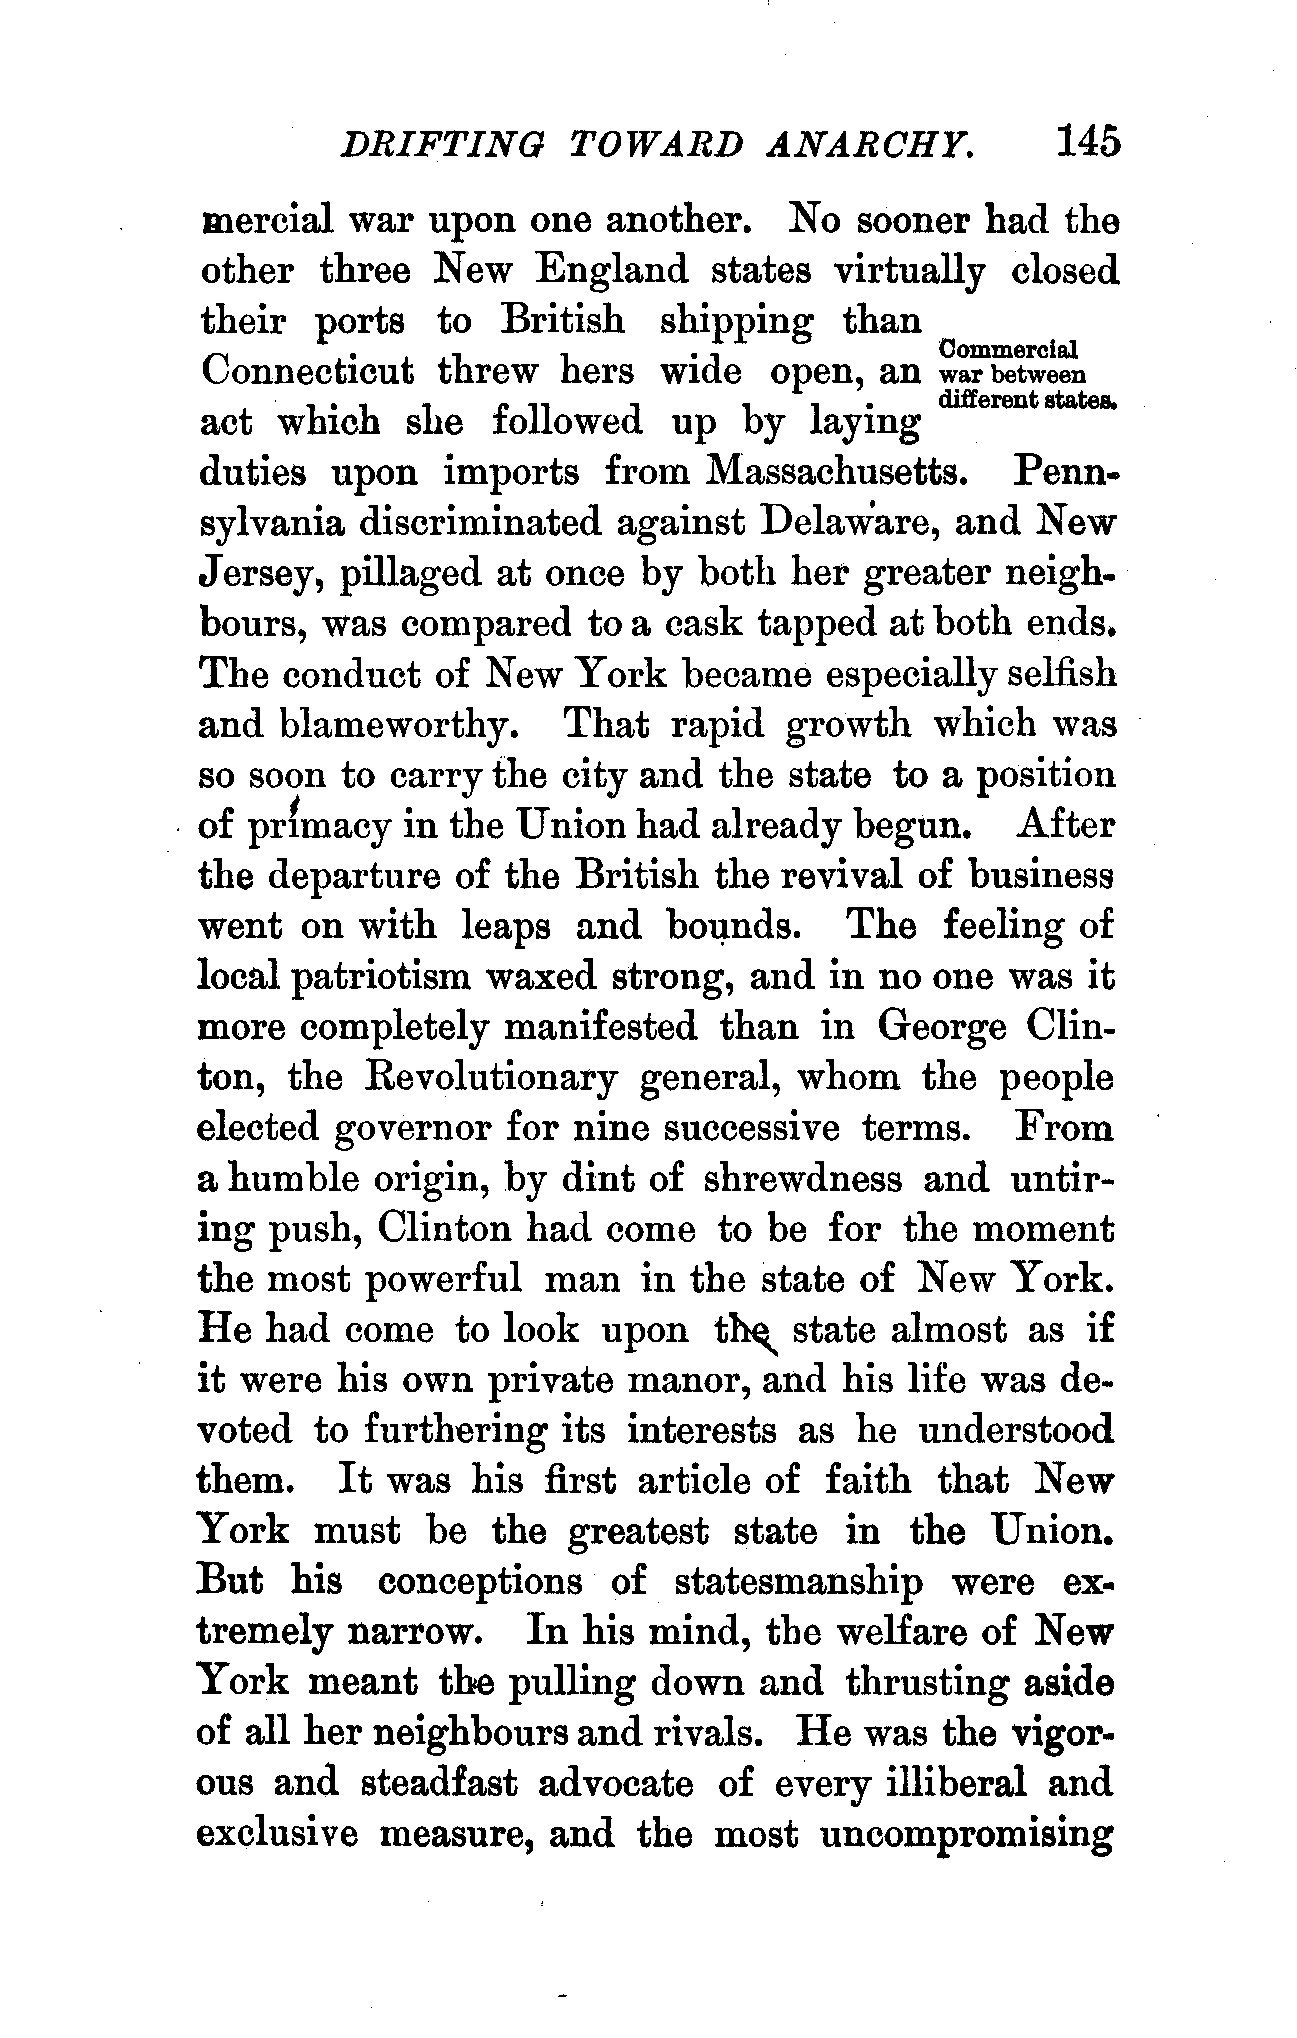 DRIFTING TOWARD ANARCHY. 145
mercial war upon one another. No sooner had the
other three New England states virtually closed
their ports to British shipping than
Connecticut threw hers wide open, an
act which she followed up by laying
Commercial
war between
different states.
duties upon imports from Massachusetts. Penn-
sylvania discriminated against Delaware, and New
Jersey, pillaged at once by both her greater neigh-
bours, was compared to a cask tapped at both ends.
The conduct of New York became especially selfish
and blameworthy. That rapid growth which was
so soon to carry the city and the state to a position
of primacy in the Union had already begun. After
the departure of the British the revival of business
went on with leaps and bounds. The feeling of
local patriotism waxed strong, and in no one was it
more completely manifested than in George Clin-
ton, the Revolutionary general, whom the people
elected governor for nine successive terms. From
a humble origin, by dint of shrewdness and untir-
ing push, Clinton had come to be for the moment
the most powerful man in the state of New York.
He had come to look upon the state almost as if
it were his own private manor, and his life was de-
voted to furthering its interests as he understood
them. It was his first article of faith that New
York must be the greatest state in the Union.
But his conceptions of statesmanship were ex-
tremely narrow. In his mind, the welfare of New
York meant the pulling down and thrusting aside
of all her neighbours and rivals. He was the vigor-
ous and steadfast advocate of every illiberal and
exclusive measure, and the most uncompromising